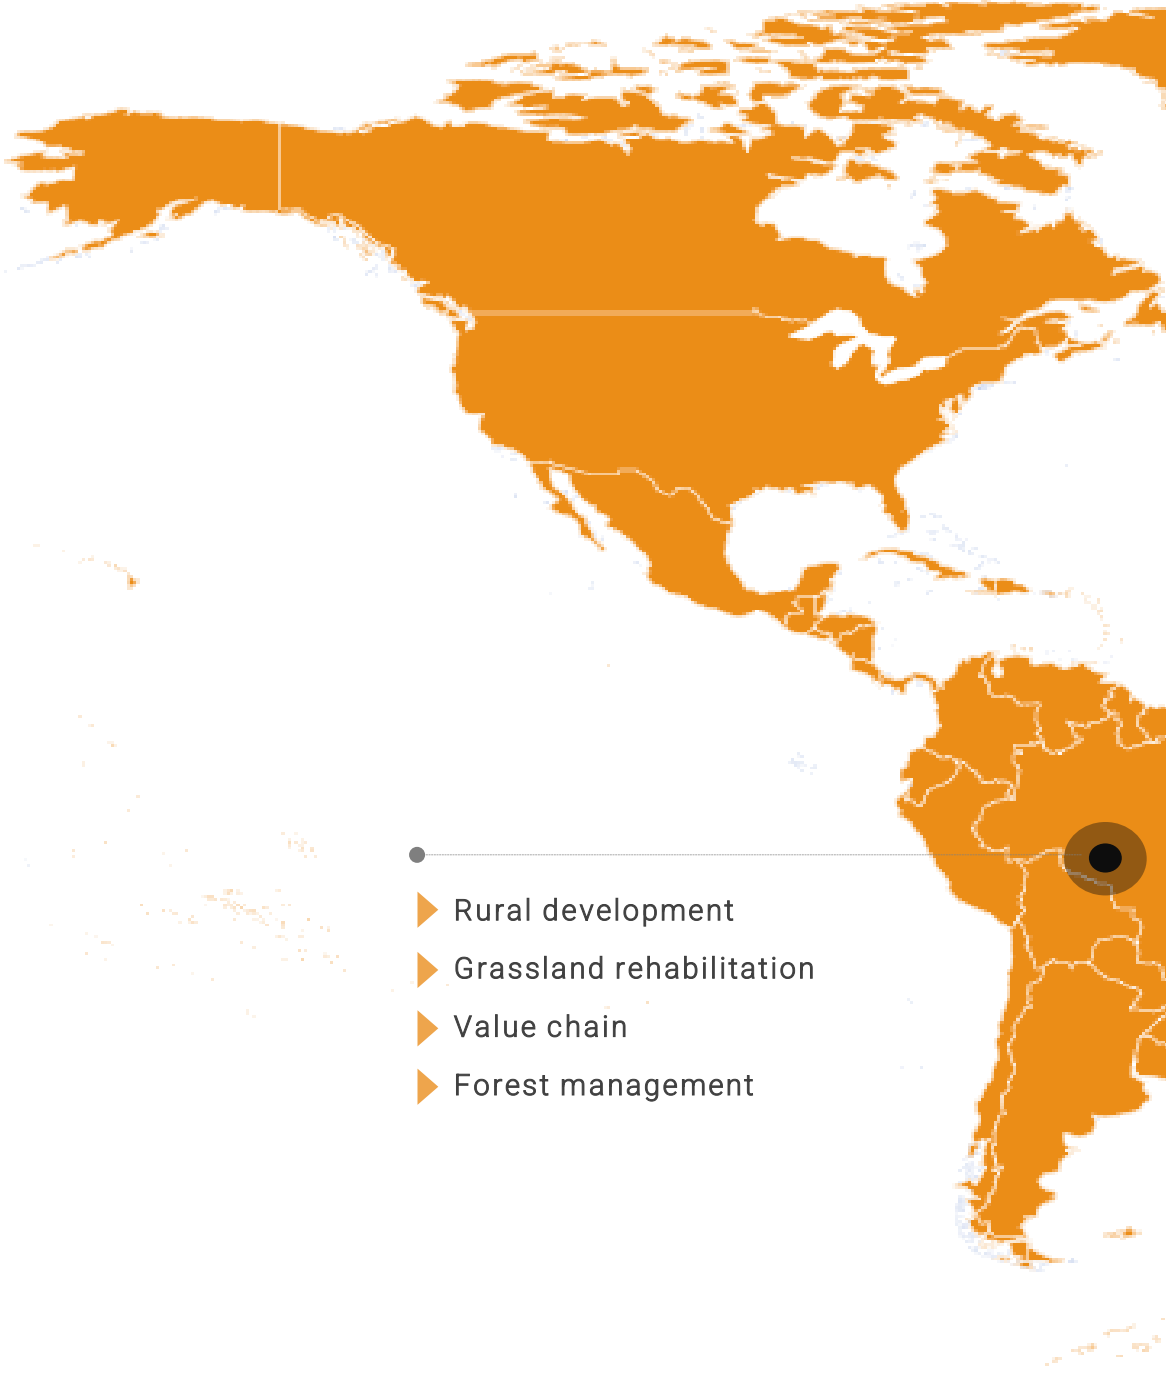 Rural development
Grassland rehabilitation
Value chain
Forest management